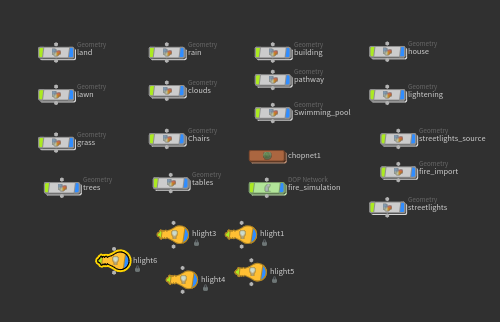 Geometry
land
Geometry
rain
Geometry
building
Geometry
house
Geometry
pathway
Geometry
lawn
Geometry
clouds
Geometry
lightening
Geometry
Swimming_pool
Geometry
grass
Geometry
Chairs
Geometry
streetlights_source
chopnet1
Geometry
fire_import
Geometry
trees
Geometry
tables
DOP Network
fire_simulation
Geometry
streetlights
hlight3
hlight1
hlight6
hlight4
hlight5